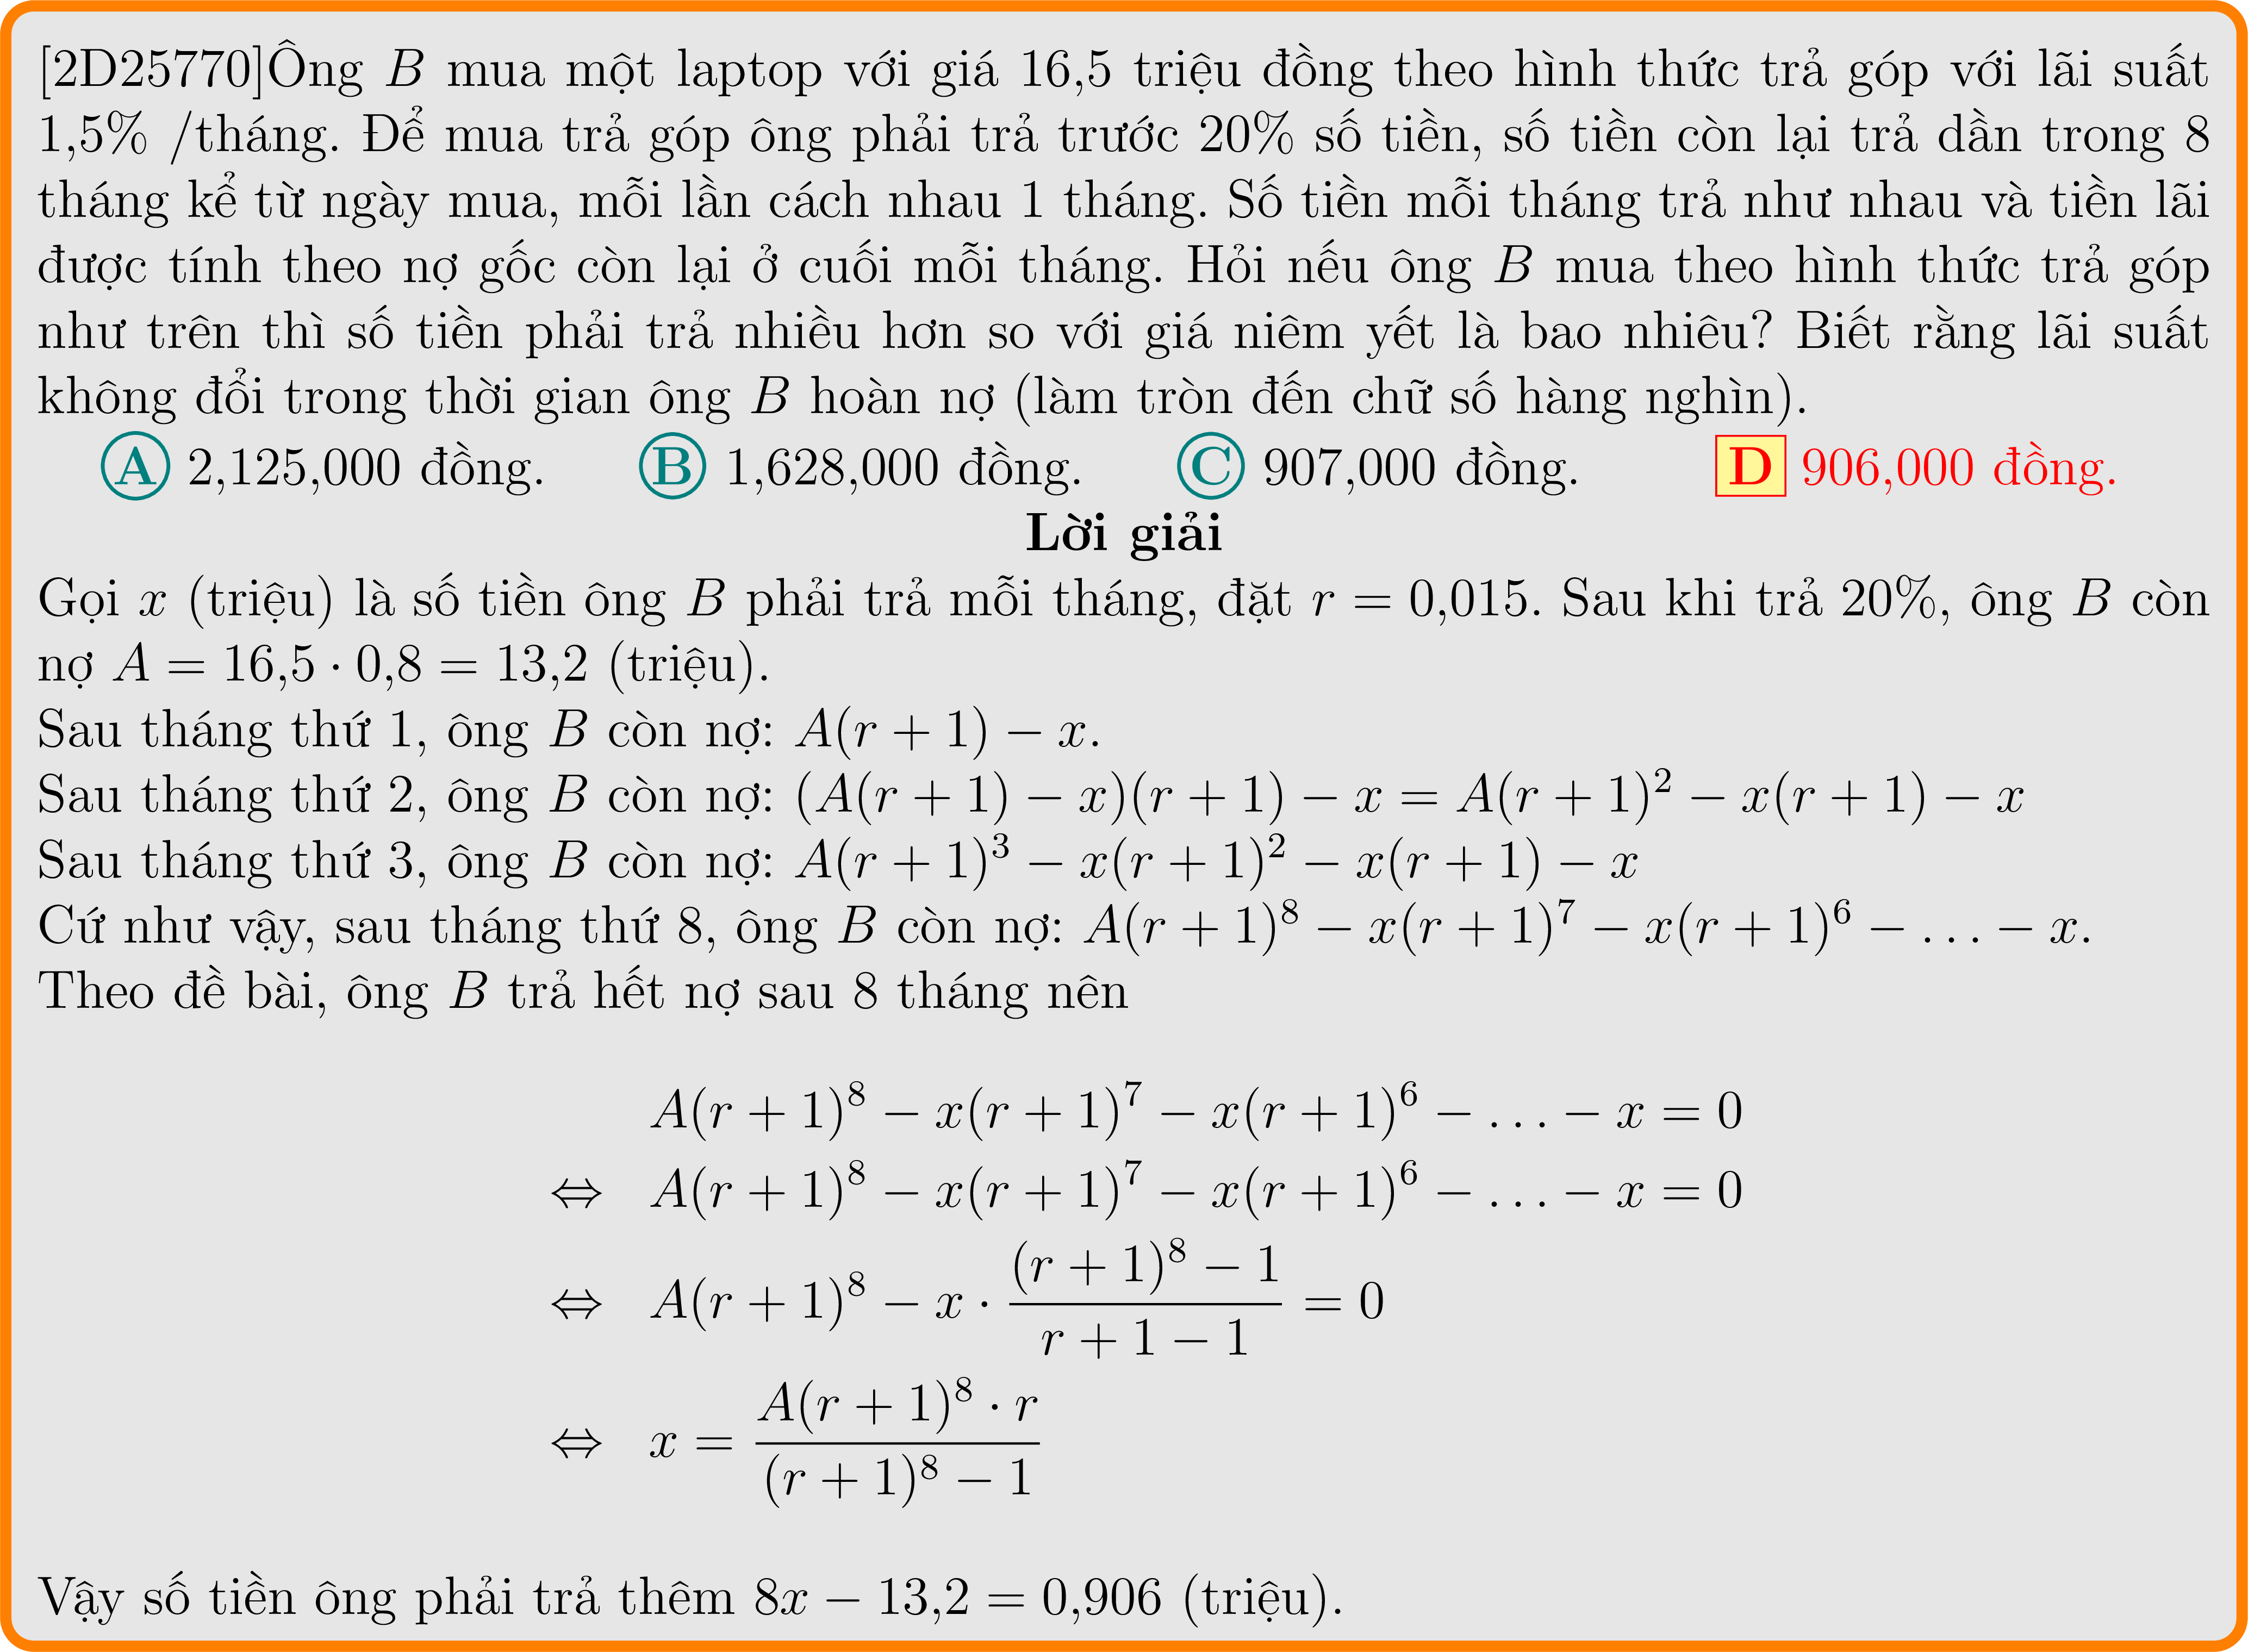 [2D25770]Ông B mua một laptop với giá 16,5 triệu đồng theo hình thức trả góp với lãi suất
1,5% /tháng. Để mua trả góp ông phải trả trước 20% số tiền, số tiền còn lại trả dần trong 8
tháng kể từ ngày mua, mỗi lần cách nhau 1 tháng. Số tiền mỗi tháng trả như nhau và tiền lãi
được tính theo nợ gốc còn lại ở cuối mỗi tháng. Hỏi nếu ông B mua theo hình thức trả góp
như trên thì số tiền phải trả nhiều hơn so với giá niêm yết là bao nhiêu? Biết rằng lãi suất
không đổi trong thời gian ông B hoàn nợ (làm tròn đến chữ số hàng nghìn).
A 2,125,000 đồng. B 1,628,000 đồng. C 907,000 đồng. D 906,000 đồng.
Lời giải
Gọi x (triệu) là số tiền ông B phải trả mỗi tháng, đặt r = 0,015. Sau khi trả 20%, ông B còn
nợ A = 16,5 · 0,8 = 13,2 (triệu).
Sau tháng thứ 1, ông B còn nợ: A(r + 1) − x.
Sau tháng thứ 2, ông B còn nợ: (A(r + 1) − x)(r + 1) − x = A(r + 1)² − x(r + 1) − x
Sau tháng thứ 3, ông B còn nợ: A(r + 1)³ − x(r + 1)² − x(r + 1) − x
Cứ như vậy, sau tháng thứ 8, ông B còn nợ: A(r + 1)⁸ − x(r + 1)⁷ − x(r + 1)⁶ − . . . − x.
Theo đề bài, ông B trả hết nợ sau 8 tháng nên
A(r + 1)⁸ − x(r + 1)⁷ − x(r + 1)⁶ − . . . − x = 0
⇔ A(r + 1)⁸ − x(r + 1)⁷ − x(r + 1)⁶ − . . . − x = 0
⇔ A(r + 1)⁸ − x · \frac{(r + 1)⁸ − 1}{r + 1 − 1} = 0
⇔ x = \frac{A(r + 1)⁸ · r}{(r + 1)⁸ − 1}
Vậy số tiền ông phải trả thêm 8x − 13,2 = 0,906 (triệu).